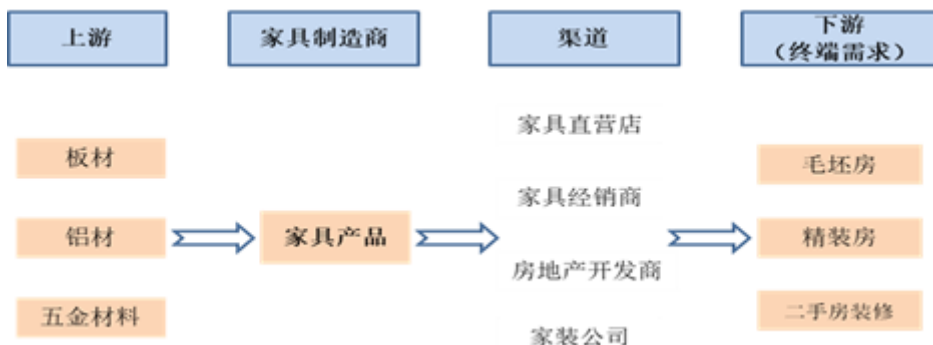 上游
家具制造商
渠道
下游
（终端需求）
家具直营店
板材
毛坯房
家具经销商
铝材
家具产品
精装房
房地产开发商
五金材料
二手房装修
家装公司